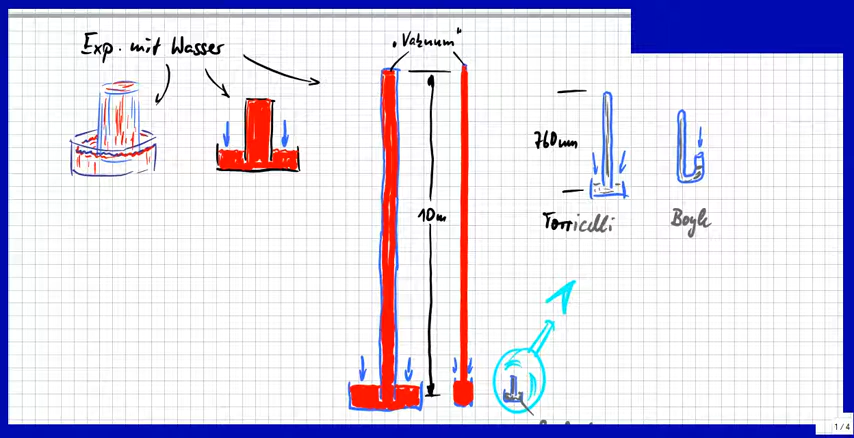 Exp. mit Wasser
„Vakuum"
10m
760mm
Torricelli
Boyle
1/4